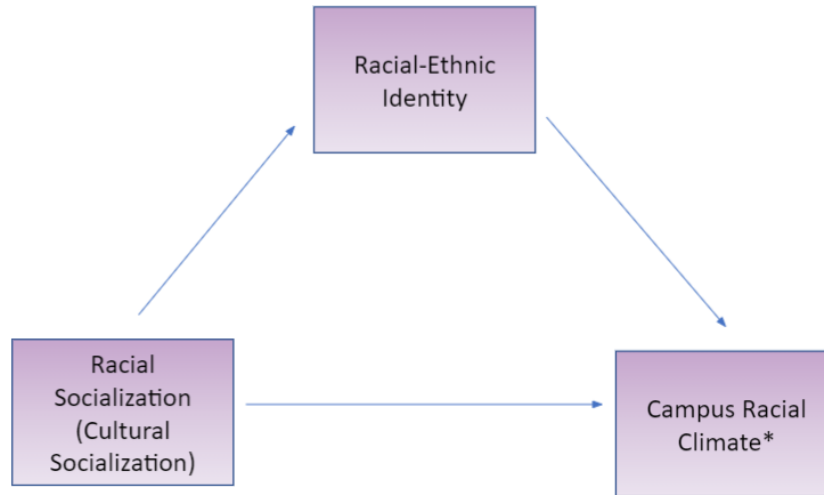 Racial-Ethnic
Identity
Racial
Socialization
(Cultural
Socialization)
Campus Racial
Climate*